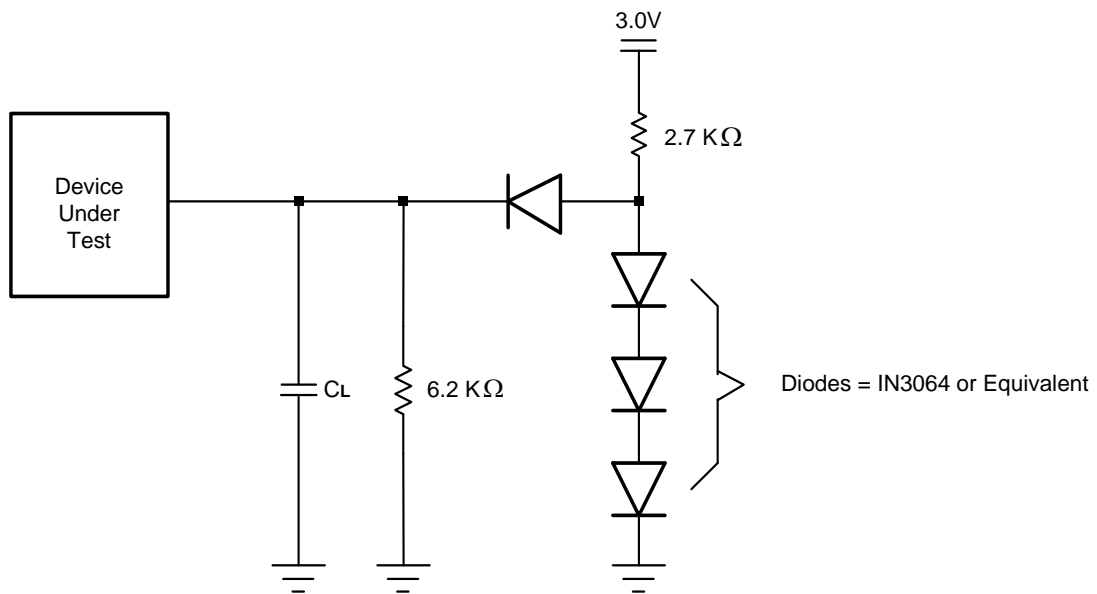 3.0V
2.7 KΩ
Device
Under
Test
CL
6.2 KΩ
Diodes = IN3064 or Equivalent